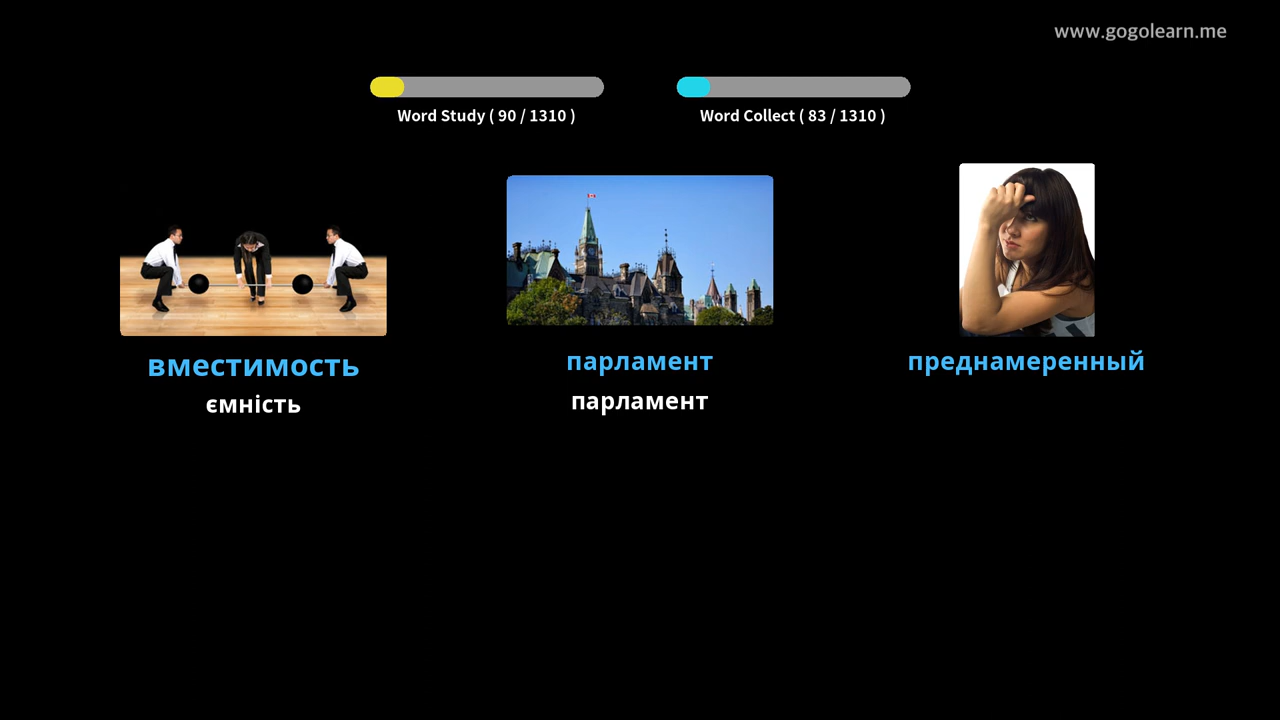 www.gogolearn.me
Word Study ( 90 / 1310 )
Word Collect ( 83 / 1310 )
вместимость
ємність
парламент
парламент
преднамеренный